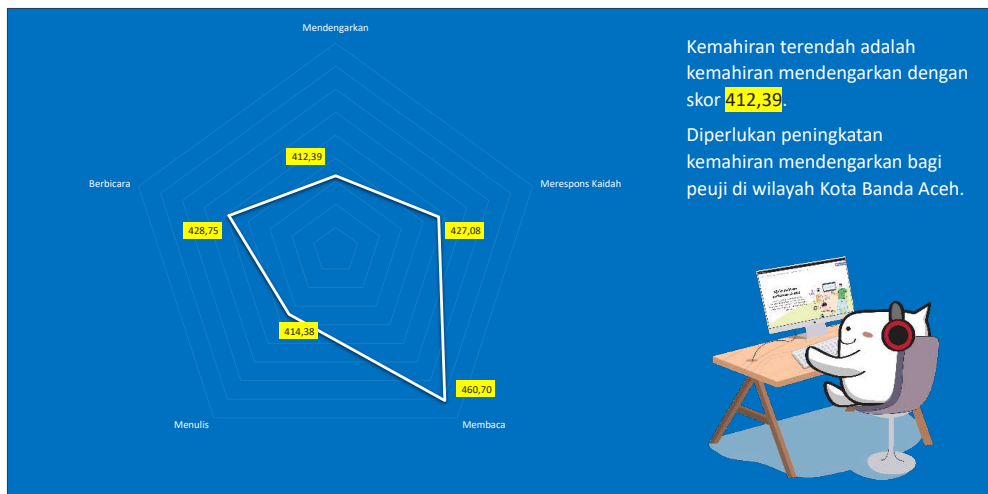 Mendengarkan
Kemahiran terendah adalah
kemahiran mendengarkan dengan
skor 412,39.
Diperlukan peningkatan
kemahiran mendengarkan bagi
peuji di wilayah Kota Banda Aceh.
412,39
Berbicara
Merespons Kaidah
428,75
427,08
414,38
460,70
Menulis
Membaca